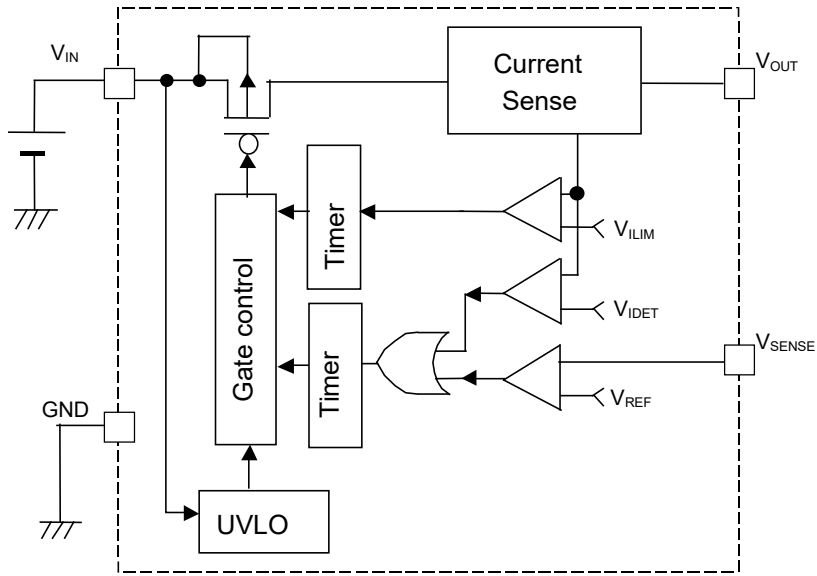 VIN
Current
Sense
VOUT
Timer
VILIM
Gate control
Timer
VIDET
VSENSE
VREF
GND
UVLO